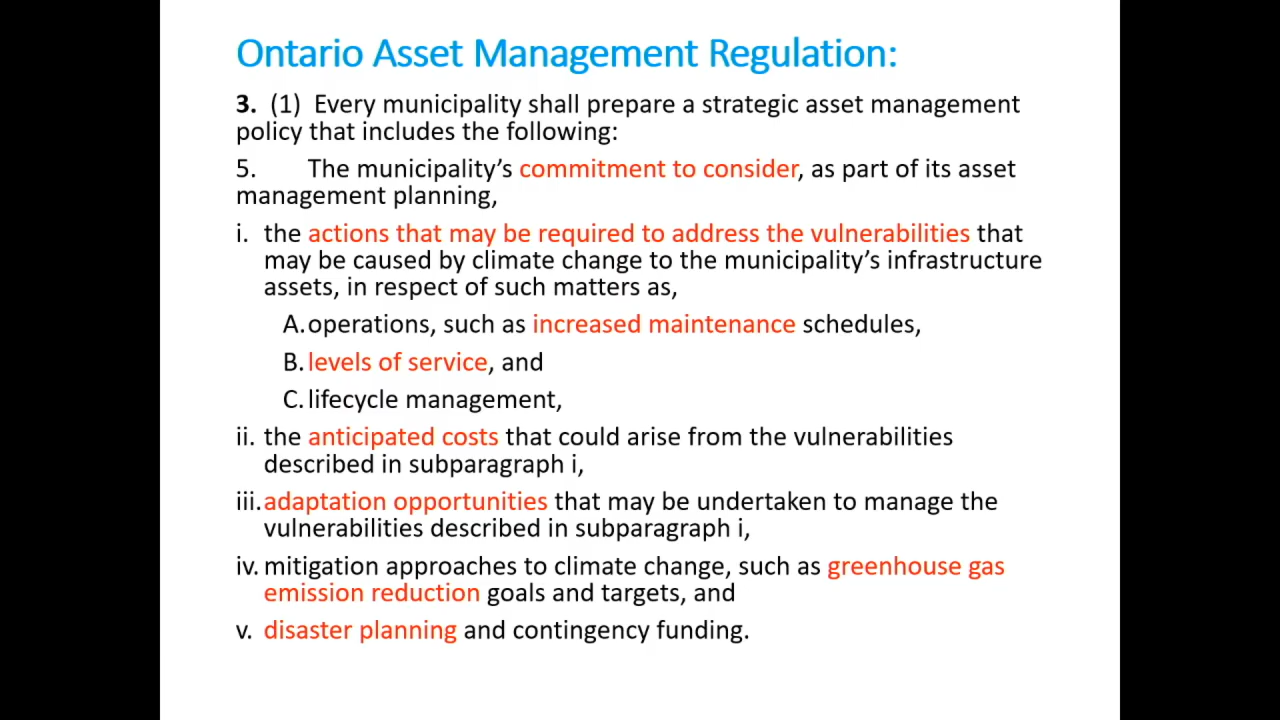 Ontario Asset Management Regulation:
3. (1) Every municipality shall prepare a strategic asset management
policy that includes the following:
5. The municipality’s commitment to consider, as part of its asset
management planning,
i. the actions that may be required to address the vulnerabilities that
may be caused by climate change to the municipality’s infrastructure
assets, in respect of such matters as,
A. operations, such as increased maintenance schedules,
B. levels of service, and
C. lifecycle management,
ii. the anticipated costs that could arise from the vulnerabilities
described in subparagraph i,
iii. adaptation opportunities that may be undertaken to manage the
vulnerabilities described in subparagraph i,
iv. mitigation approaches to climate change, such as greenhouse gas
emission reduction goals and targets, and
v. disaster planning and contingency funding.